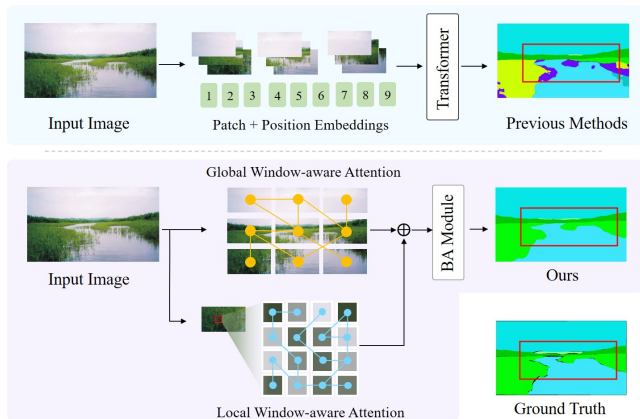 Input Image
1 2 3 4 5 6 7 8 9
Patch + Position Embeddings
Transformer
Previous Methods
Global Window-aware Attention
Input Image
BA Module
Ours
Local Window-aware Attention
Ground Truth